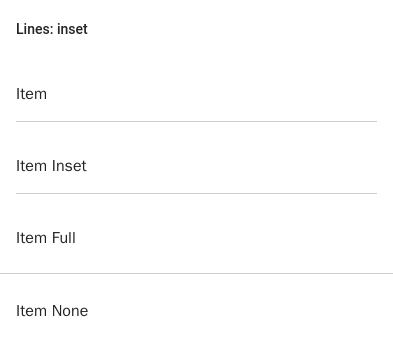 Lines: inset
Item
Item Inset
Item Full
Item None